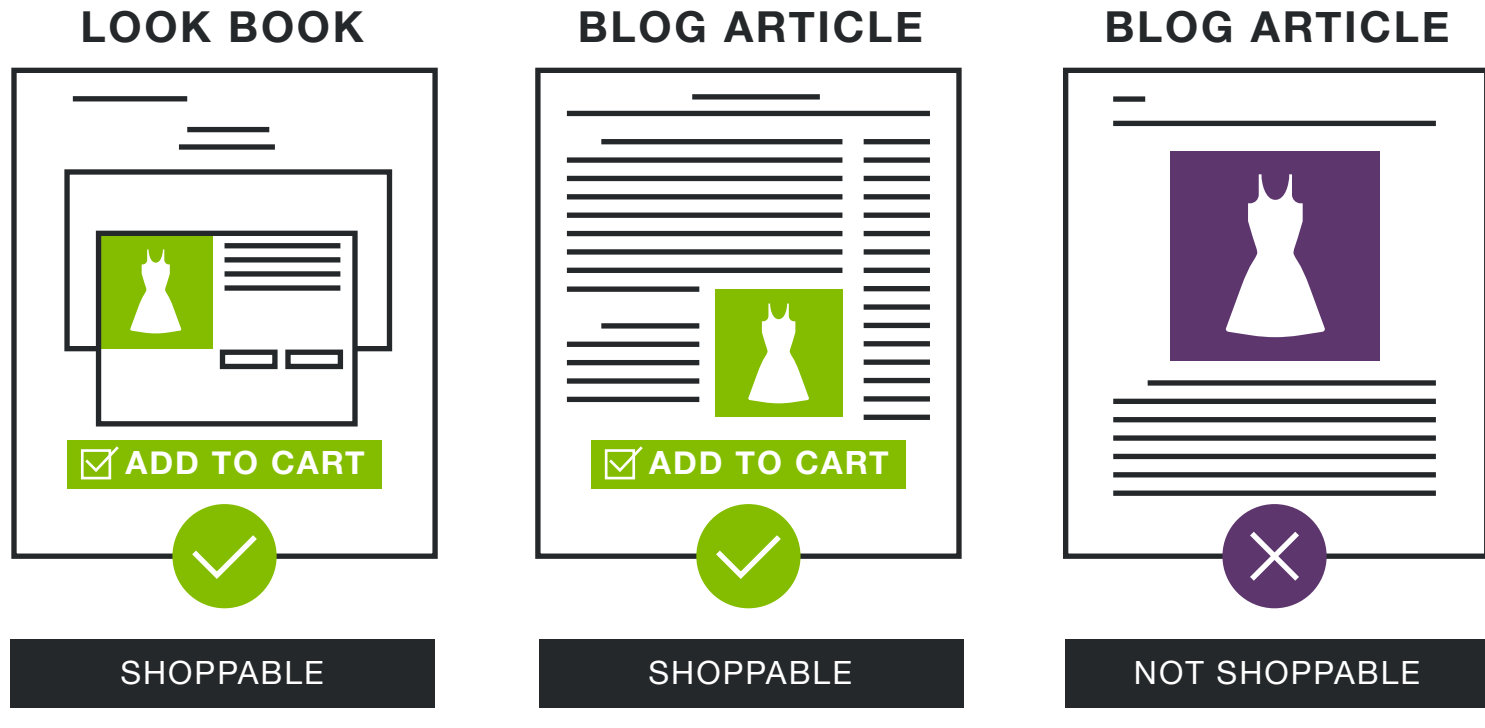 LOOK BOOK
ADD TO CART
SHOPPABLE
BLOG ARTICLE
ADD TO CART
SHOPPABLE
BLOG ARTICLE
NOT SHOPPABLE